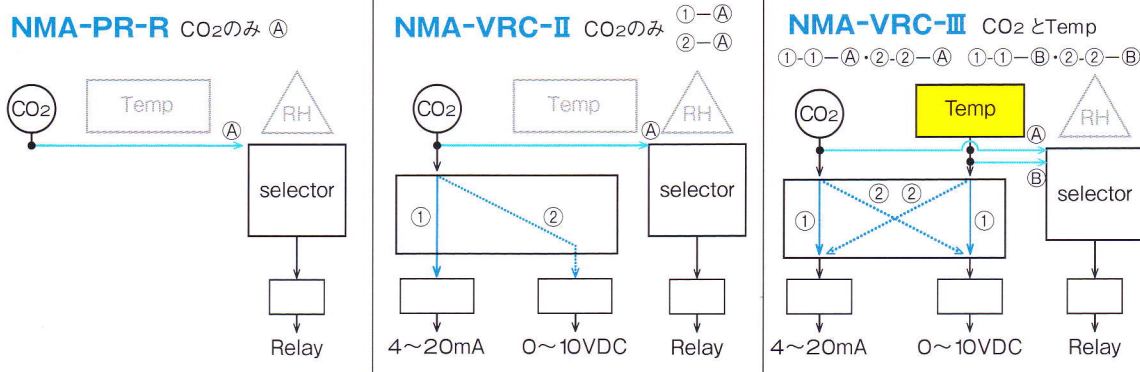 NMA-PR-R CO2のみ Ⓐ
Temp
CO2
RH
Ⓐ
selector
Relay
NMA-VRC-Ⅱ CO2のみ ①-Ⓐ
②-Ⓐ
Temp
CO2
RH
Ⓐ
selector
①
②
4～20mA
0～10VDC
Relay
NMA-VRC-Ⅲ CO2とTemp
①-1-Ⓐ・②-2-Ⓐ ①-1-Ⓑ・②-2-Ⓑ
CO2
Temp
RH
Ⓐ
Ⓑ
selector
①
②
②
①
4～20mA
0～10VDC
Relay